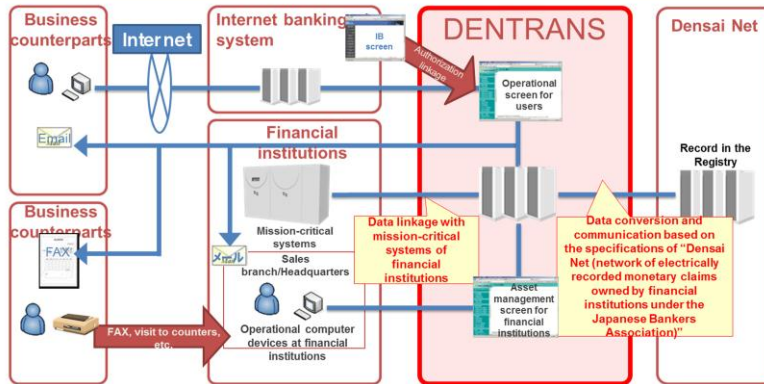 Business
counterparts
Internet
Internet banking
system
IB
screen
Authorization
linkage
DENTRANS
Densai Net
Operational
screen for
users
Email
Financial
institutions
Record in the
Registry
Business
counterparts
FAX
Mission-critical
systems
メール
Sales
branch/Headquarters
Data linkage with
mission-critical
systems of
financial
institutions
Data conversion and
communication based on
the specifications of "Densai
Net (network of electrically
recorded monetary claims
owned by financial
institutions under the
Japanese Bankers
Association)"
Asset
management
screen for
financial
institutions
FAX, visit to counters,
etc.
Operational computer
devices at financial
institutions